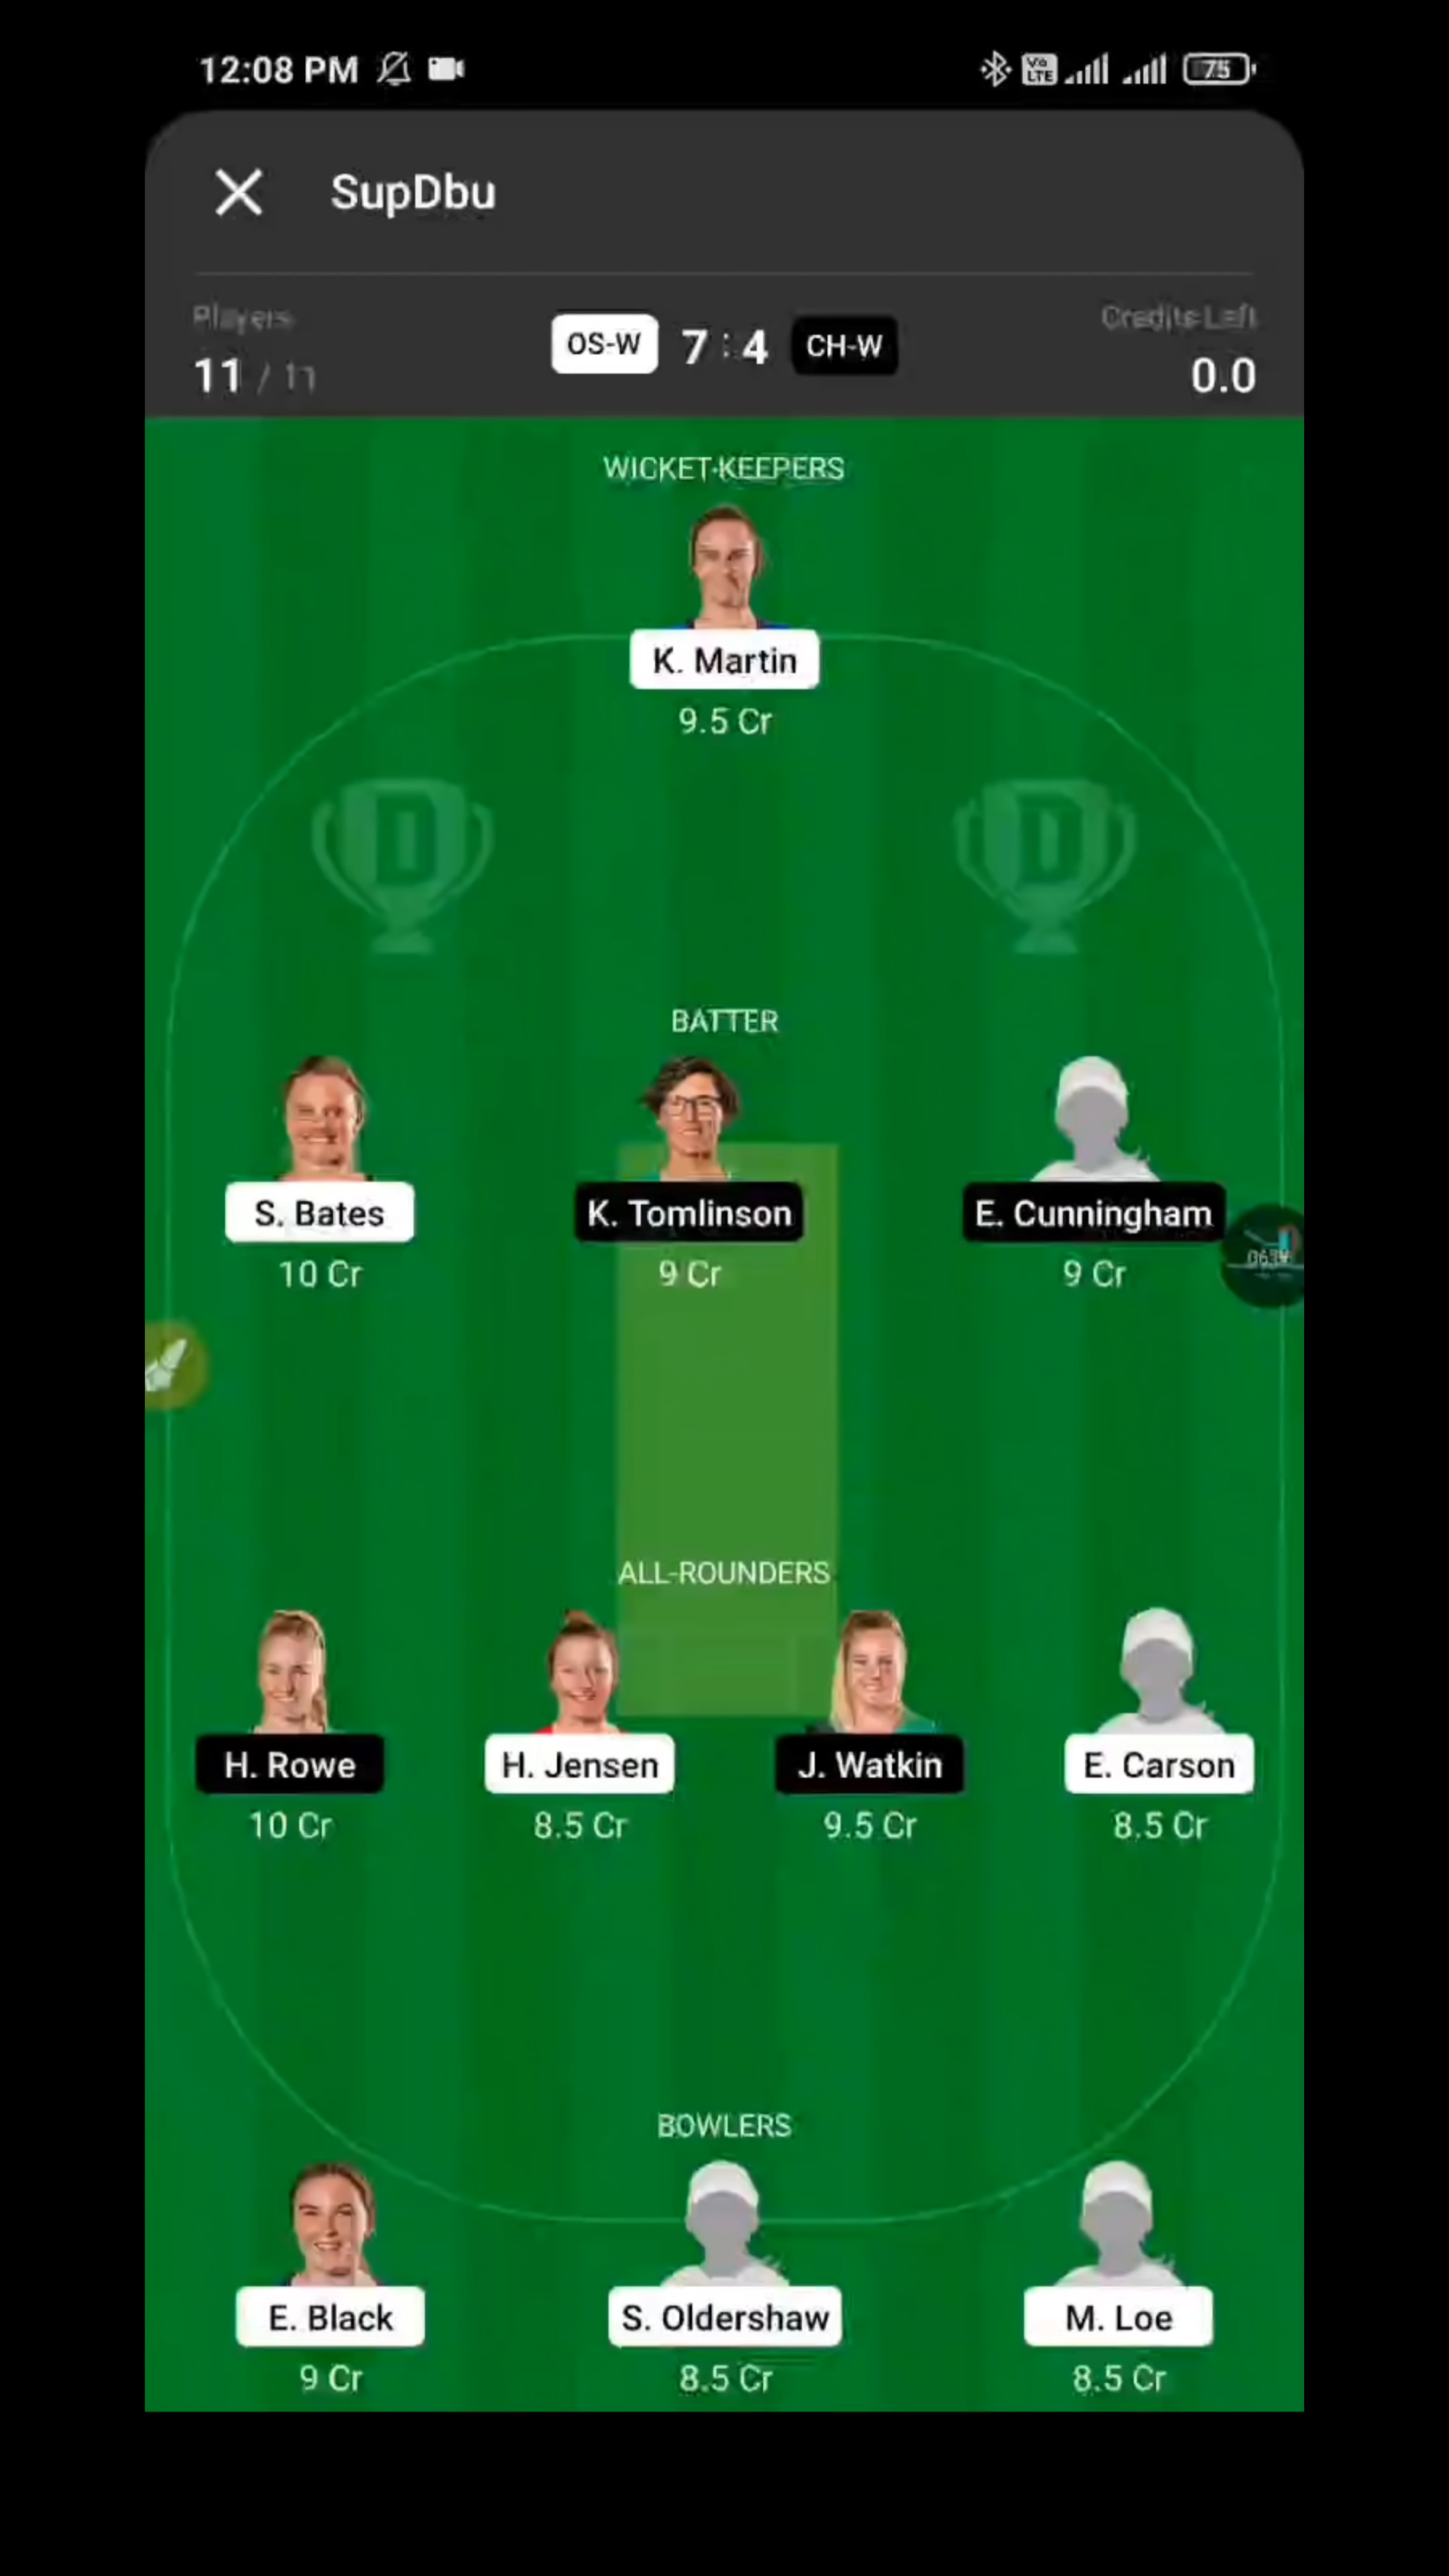 12:08 PM
Vo LTE
75
SupDbu
Players
Credits Left
OS-W 7 : 4 CH-W
11 / 11
0.0
WICKET-KEEPERS
K. Martin
9.5 Cr
D D
BATTER
S. Bates K. Tomlinson E. Cunningham
10 Cr 9 Cr 9 Cr
ALL-ROUNDERS
H. Rowe H. Jensen J. Watkin E. Carson
10 Cr 8.5 Cr 9.5 Cr 8.5 Cr
BOWLERS
E. Black S. Oldershaw M. Loe
9 Cr 8.5 Cr 8.5 Cr